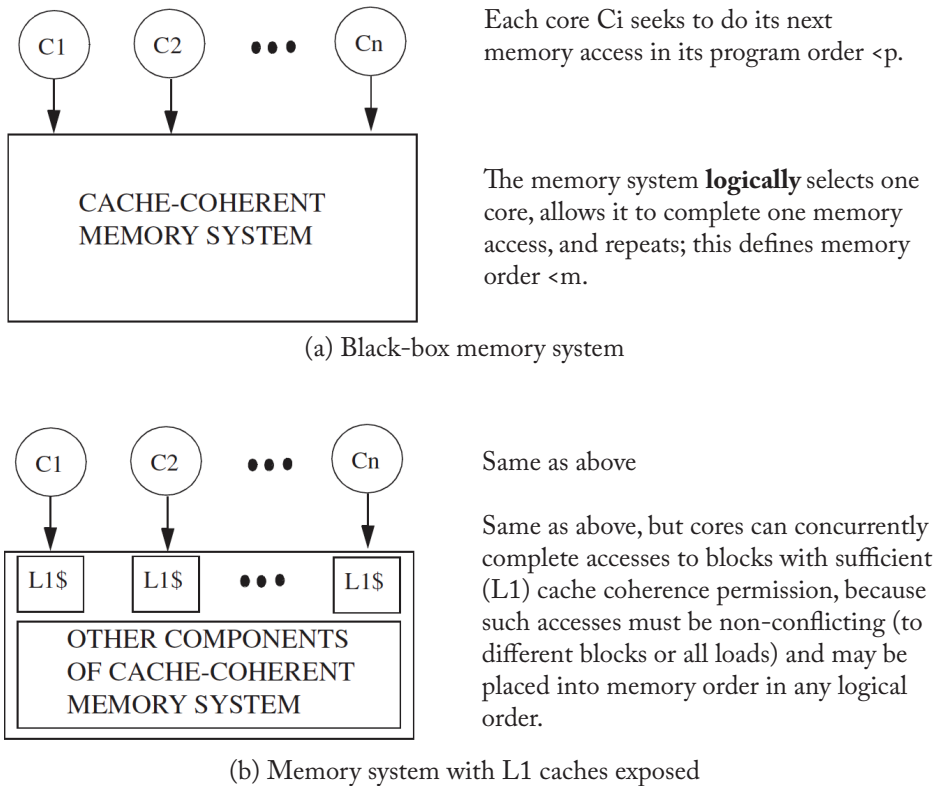 C1
C2
Cn
Each core Ci seeks to do its next
memory access in its program order <p.
CACHE-COHERENT
MEMORY SYSTEM
The memory system logically selects one
core, allows it to complete one memory
access, and repeats; this defines memory
order <m.
(a) Black-box memory system
C1
C2
Cn
Same as above
L1$
L1$
L1$
OTHER COMPONENTS
OF CACHE-COHERENT
MEMORY SYSTEM
Same as above, but cores can concurrently
complete accesses to blocks with sufficient
(L1) cache coherence permission, because
such accesses must be non-conflicting (to
different blocks or all loads) and may be
placed into memory order in any logical
order.
(b) Memory system with L1 caches exposed